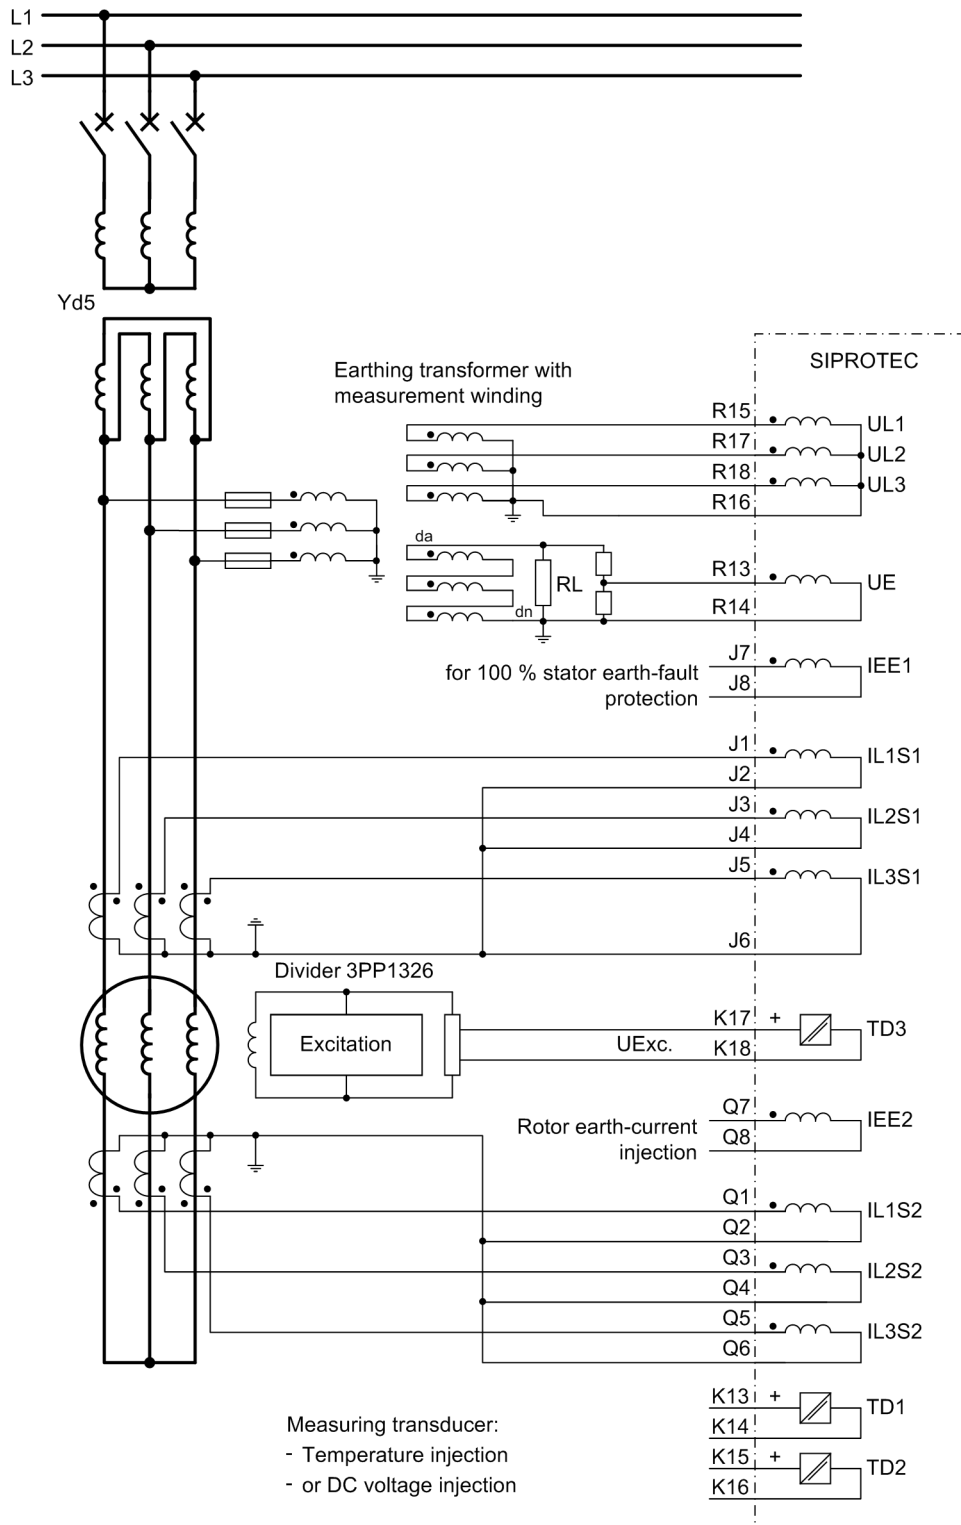 L1
L2
L3
Yd5
SIPROTEC
Earthing transformer with
measurement winding
R15
UL1
R17
UL2
R18
UL3
R16
da
RL
R13
UE
dn
R14
for 100 % stator earth-fault
protection
J7
IEE1
J8
J1
IL1S1
J2
J3
IL2S1
J4
J5
IL3S1
J6
Divider 3PP1326
Excitation
UExc.
K17 +
TD3
K18
Rotor earth-current
injection
Q7
IEE2
Q8
Q1
IL1S2
Q2
Q3
IL2S2
Q4
Q5
IL3S2
Q6
Measuring transducer:
- Temperature injection
- or DC voltage injection
K13 +
TD1
K14
K15 +
TD2
K16